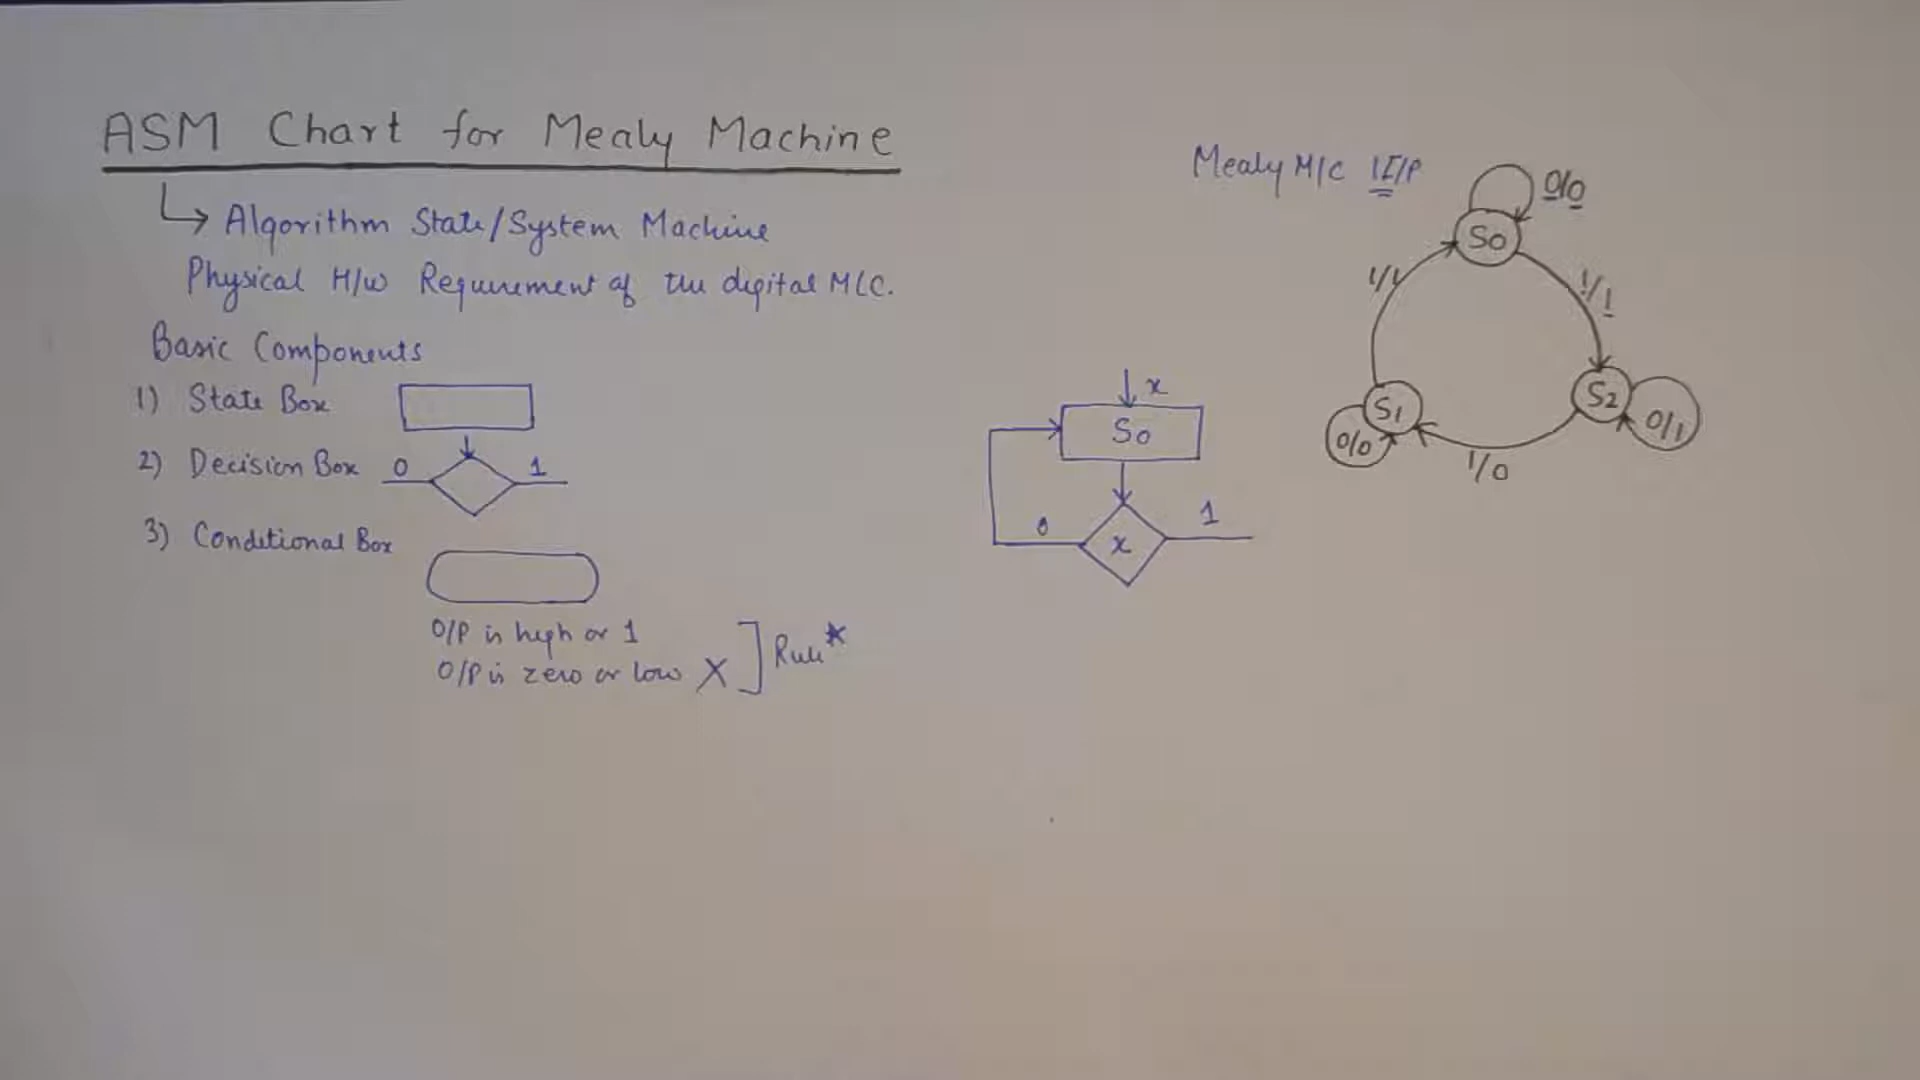 ASM Chart for Mealy Machine
Algorithm State/System Machine
Physical H/w Requirement of the digital M/C.
Basic Components
1) State Box
2) Decision Box 0 1
3) Conditional Box
O/P is high or 1
O/P is zero or low X
Rule*
x
S0
0
x
1
Mealy M/C 1I/P
0/0
S0
1/1
1/1
S1
S2
0/0
0/1
1/0